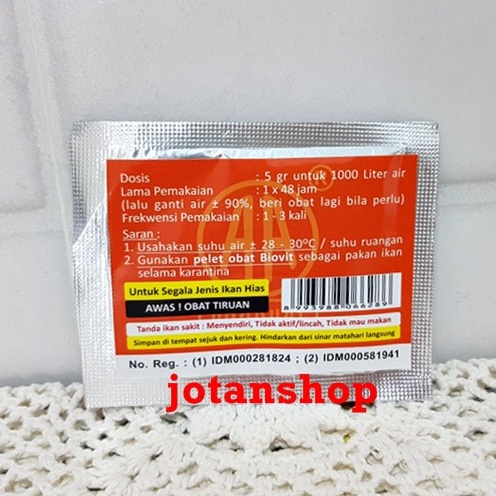 Dosis : 5 gr untuk 1000 Liter air
Lama Pemakaian : 1 x 48 jam
(lalu ganti air ± 90%, beri obat lagi bila perlu)
Frekwensi Pemakaian : 1 - 3 kali
Saran :
1. Usahakan suhu air ± 28 - 30ºC / suhu ruangan
2. Gunakan pelet obat Biovit sebagai pakan ikan
selama karantina
Untuk Segala Jenis Ikan Hias
AWAS ! OBAT TIRUAN
8 993988 066289
Tanda ikan sakit : Menyendiri, Tidak aktif/lincah, Tidak mau makan
Simpan di tempat sejuk dan kering. Hindarkan dari sinar matahari langsung
No. Reg. : (1) IDM000281824 ; (2) IDM000581941
jotanshop